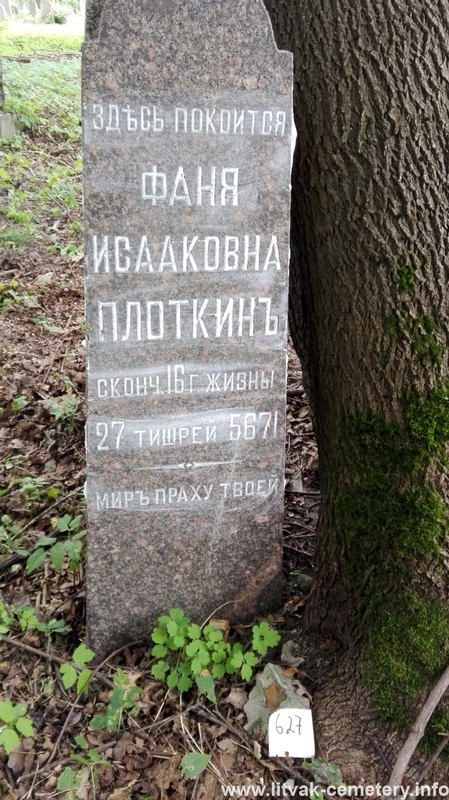 ЗДѢСЬ ПОКОИТСЯ
ФАНЯ
ИСААКОВНА
ПЛОТКИНЪ
СКОНЧ. 16 Г. ЖИЗНЫ
27 ТИШРЕЙ 5671
МИРЪ ПРАХУ ТВОЕЙ
627
www.litvak-cemetery.info